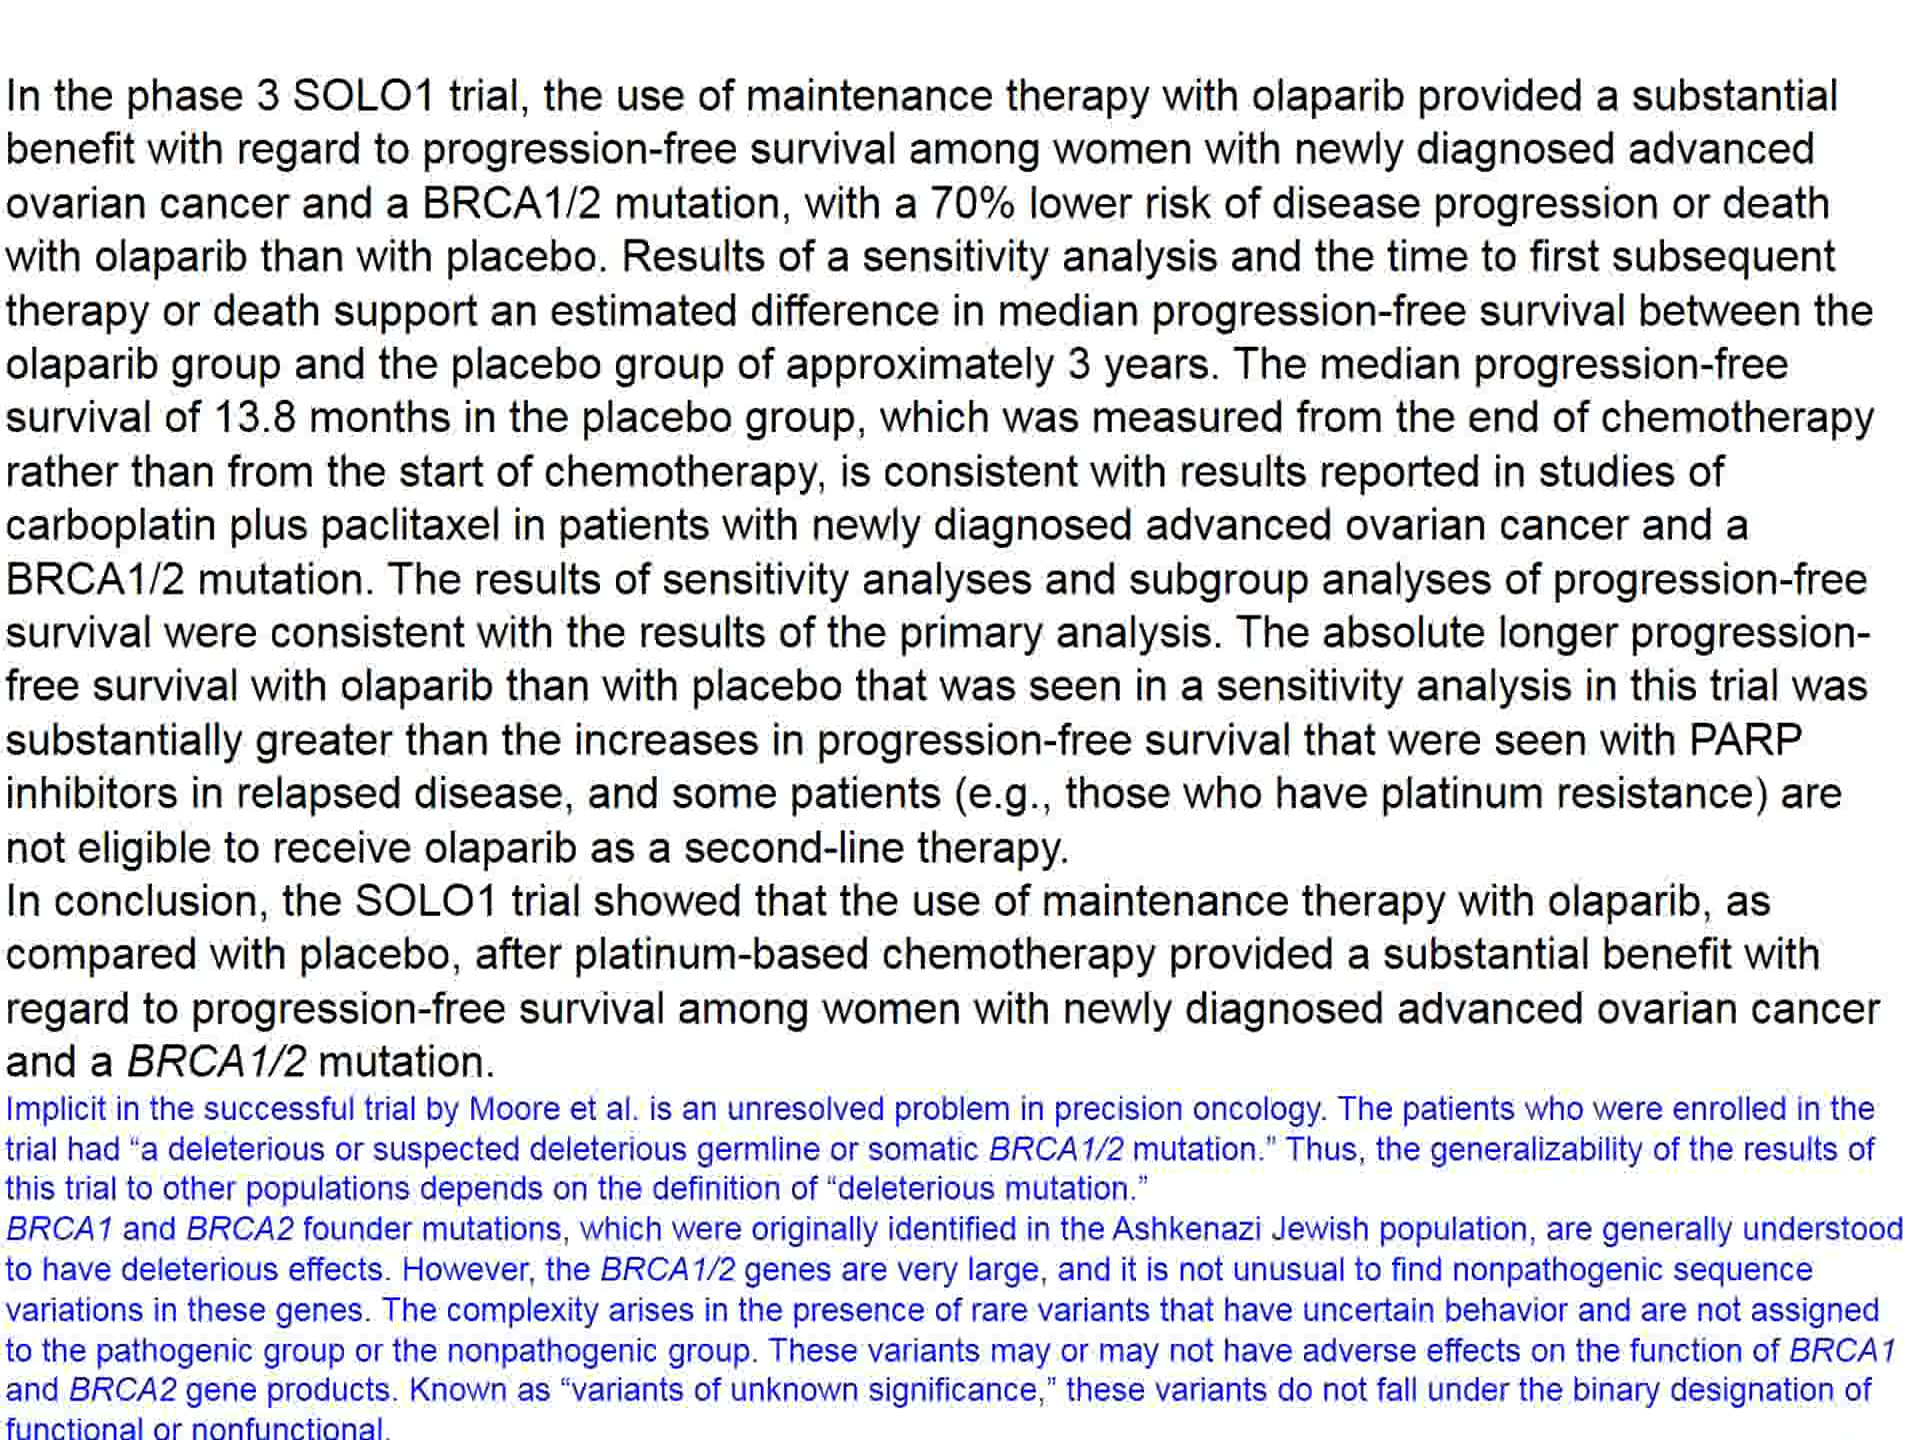 In the phase 3 SOLO1 trial, the use of maintenance therapy with olaparib provided a substantial
benefit with regard to progression-free survival among women with newly diagnosed advanced
ovarian cancer and a BRCA1/2 mutation, with a 70% lower risk of disease progression or death
with olaparib than with placebo. Results of a sensitivity analysis and the time to first subsequent
therapy or death support an estimated difference in median progression-free survival between the
olaparib group and the placebo group of approximately 3 years. The median progression-free
survival of 13.8 months in the placebo group, which was measured from the end of chemotherapy
rather than from the start of chemotherapy, is consistent with results reported in studies of
carboplatin plus paclitaxel in patients with newly diagnosed advanced ovarian cancer and a
BRCA1/2 mutation. The results of sensitivity analyses and subgroup analyses of progression-free
survival were consistent with the results of the primary analysis. The absolute longer progression-
free survival with olaparib than with placebo that was seen in a sensitivity analysis in this trial was
substantially greater than the increases in progression-free survival that were seen with PARP
inhibitors in relapsed disease, and some patients (e.g., those who have platinum resistance) are
not eligible to receive olaparib as a second-line therapy.
In conclusion, the SOLO1 trial showed that the use of maintenance therapy with olaparib, as
compared with placebo, after platinum-based chemotherapy provided a substantial benefit with
regard to progression-free survival among women with newly diagnosed advanced ovarian cancer
and a BRCA1/2 mutation.
Implicit in the successful trial by Moore et al. is an unresolved problem in precision oncology. The patients who were enrolled in the
trial had “a deleterious or suspected deleterious germline or somatic BRCA1/2 mutation.” Thus, the generalizability of the results of
this trial to other populations depends on the definition of “deleterious mutation.”
BRCA1 and BRCA2 founder mutations, which were originally identified in the Ashkenazi Jewish population, are generally understood
to have deleterious effects. However, the BRCA1/2 genes are very large, and it is not unusual to find nonpathogenic sequence
variations in these genes. The complexity arises in the presence of rare variants that have uncertain behavior and are not assigned
to the pathogenic group or the nonpathogenic group. These variants may or may not have adverse effects on the function of BRCA1
and BRCA2 gene products. Known as “variants of unknown significance,” these variants do not fall under the binary designation of
functional or nonfunctional.